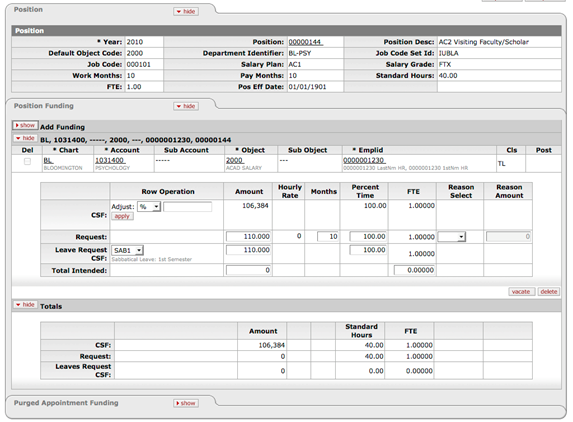 Position hide
Position
* Year: 2010 Position: 00000144 Position Desc: AC2 Visiting Faculty/Scholar
Default Object Code: 2000 Department Identifier: BL-PSY Job Code Set Id: IUBLA
Job Code: 000101 Salary Plan: AC1 Salary Grade: FTX
Work Months: 10 Pay Months: 10 Standard Hours: 40.00
FTE: 1.00 Pos Eff Date: 01/01/1901
Position Funding hide
show Add Funding
hide BL, 1031400, -----, 2000, ---, 0000001230, 00000144
Del * Chart * Account Sub Account * Object Sub Object * Emplid Cls Post
BL 1031400 ----- 2000 --- 0000001230 TL
BLOOMINGTON PSYCHOLOGY ACAD SALARY 0000001230 Lastfirn HR, 0000001230 1stfirn HR
Row Operation Amount Hourly Rate Months Percent Time FTE Reason Select Reason Amount
CSF: Adjust: % 106,384 100.00 1.00000
apply
Request: 110.000 0 10 100.00 1.00000 0
Leave Request CSF: SAB1 110.000 100.00 1.00000
Sabbatical Leave: 1st Semester
Total Intended: 0 0.00000
vacate delete
hide Totals
Amount Standard Hours FTE
CSF: 106,384 40.00 1.00000
Request: 0 40.00 1.00000
Leaves Request CSF: 0 0.00 0.00000
Purged Appointment Funding show